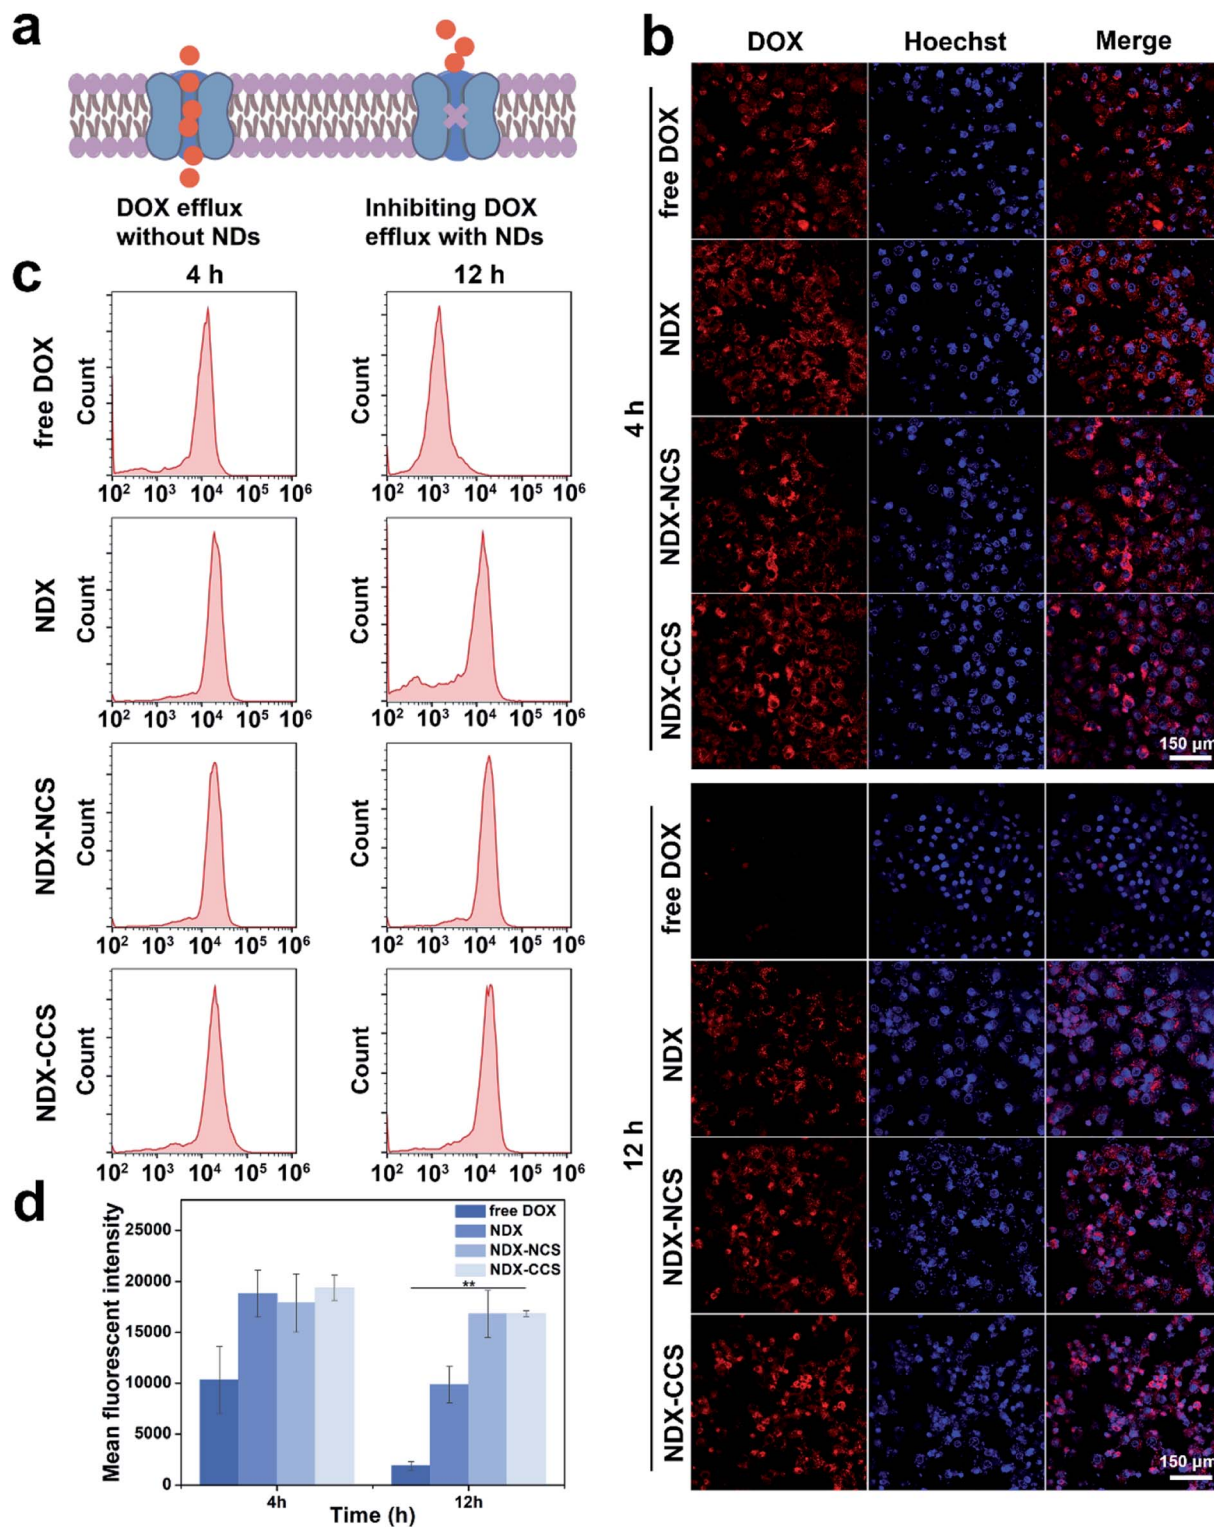 a
DOX efflux
without NDs
Inhibiting DOX
efflux with NDs
b
DOX
Hoechst
Merge
4 h
free DOX
NDX
NDX-NCS
NDX-CCS
150 μm
12 h
free DOX
NDX
NDX-NCS
NDX-CCS
150 μm
c
4 h
12 h
free DOX
Count
10² 10³ 10⁴ 10⁵ 10⁶
Count
10² 10³ 10⁴ 10⁵ 10⁶
NDX
Count
10² 10³ 10⁴ 10⁵ 10⁶
Count
10² 10³ 10⁴ 10⁵ 10⁶
NDX-NCS
Count
10² 10³ 10⁴ 10⁵ 10⁶
Count
10² 10³ 10⁴ 10⁵ 10⁶
NDX-CCS
Count
10² 10³ 10⁴ 10⁵ 10⁶
Count
10² 10³ 10⁴ 10⁵ 10⁶
d
Mean fluorescent intensity
25000
20000
15000
10000
5000
0
free DOX
NDX
NDX-NCS
NDX-CCS
**
4h
12h
Time (h)